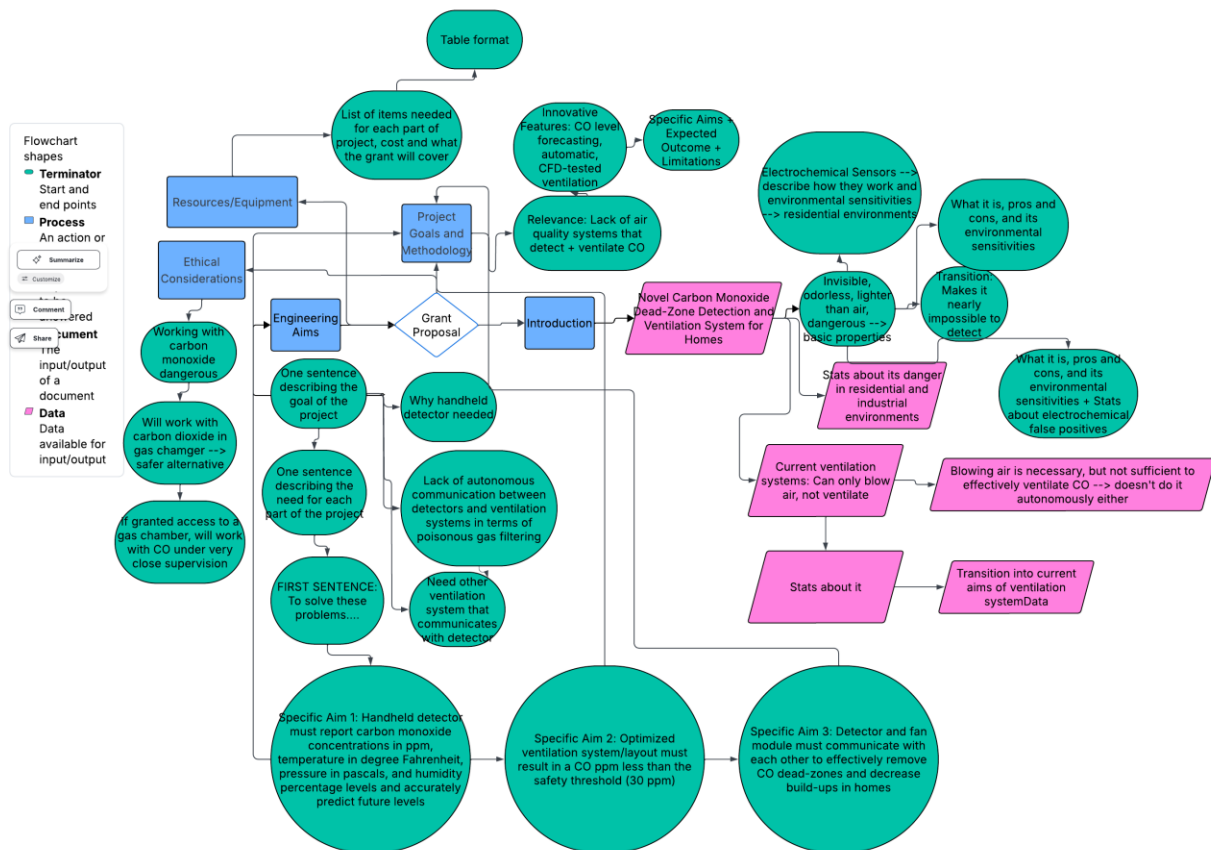 Table format
List of items needed
for each part of
project, cost and what
the grant will cover
Innovative
Features: CO level
forecasting,
automatic,
CFD-tested
ventilation
Specific Aims +
Expected
Outcome +
Limitations
Flowchart
shapes
Terminator
Start and
end points
Process
An action or
Summarize
Customize
Comment
Share
document
The
input/output
of a
document
Data
Data
available for
input/output
Resources/Equipment
Project
Goals and
Methodology
Relevance: Lack of air
quality systems that
detect + ventilate CO
Electrochemical Sensors -->
describe how they work and
environmental sensitivities
--> residential environments
What it is, pros and
cons, and its
environmental
sensitivities
Ethical
Considerations
Engineering
Aims
Grant
Proposal
Introduction
Novel Carbon Monoxide
Dead-Zone Detection and
Ventilation System for
Homes
Invisible,
odorless, lighter
than air,
dangerous -->
basic properties
Transition:
Makes it
nearly
impossible to
detect
Working with
carbon
monoxide
dangerous
One sentence
describing the
goal of the
project
Why handheld
detector needed
Stats about its danger
in residential and
industrial
environments
What it is, pros and
cons, and its
environmental
sensitivities + Stats
about electrochemical
false positives
Will work with
carbon dioxide in
gas chamger -->
safer alternative
One sentence
describing the
need for each
part of the project
Lack of autonomous
communication between
detectors and ventilation
systems in terms of
poisonous gas filtering
Current ventilation
systems: Can only blow
air, not ventilate
Blowing air is necessary, but not sufficient to
effectively ventilate CO --> doesn't do it
autonomously either
If granted access to a
gas chamber, will work
with CO under very
close supervision
FIRST SENTENCE:
To solve these
problems....
Need other
ventilation
system that
communicates
with detector
Stats about it
Transition into current
aims of ventilation
systemData
Specific Aim 1: Handheld detector
must report carbon monoxide
concentrations in ppm,
temperature in degree Fahrenheit,
pressure in pascals, and humidity
percentage levels and accurately
predict future levels
Specific Aim 2: Optimized
ventilation system/layout must
result in a CO ppm less than the
safety threshold (30 ppm)
Specific Aim 3: Detector and fan
module must communicate with
each other to effectively remove
CO dead-zones and decrease
build-ups in homes